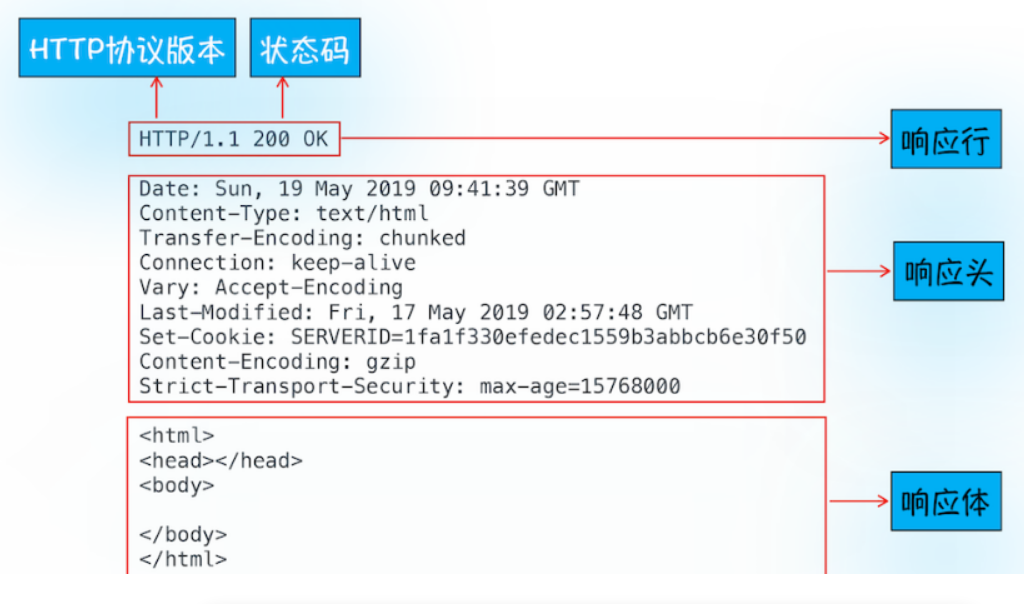 HTTP协议版本 状态码
HTTP/1.1 200 OK
响应行
Date: Sun, 19 May 2019 09:41:39 GMT
Content-Type: text/html
Transfer-Encoding: chunked
Connection: keep-alive
Vary: Accept-Encoding
Last-Modified: Fri, 17 May 2019 02:57:48 GMT
Set-Cookie: SERVERID=1fa1f330efedec1559b3abbcb6e30f50
Content-Encoding: gzip
Strict-Transport-Security: max-age=15768000
响应头
<html>
<head></head>
<body>
</body>
</html>
响应体